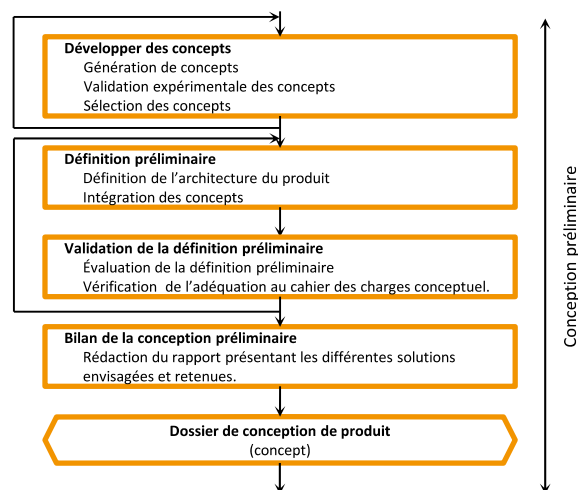 Développer des concepts
Génération de concepts
Validation expérimentale des concepts
Sélection des concepts
Définition préliminaire
Définition de l’architecture du produit
Intégration des concepts
Validation de la définition préliminaire
Évaluation de la définition préliminaire
Vérification  de l’adéquation au cahier des charges conceptuel.
Bilan de la conception préliminaire
Rédaction du rapport présentant les différentes solutions
envisagées et retenues.
Dossier de conception de produit
(concept)
Conception préliminaire